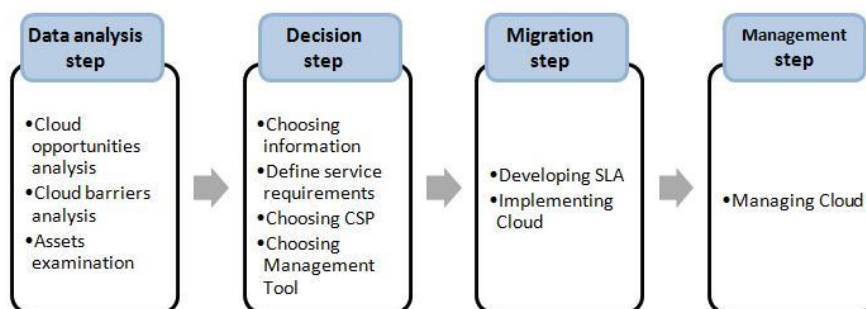 Data analysis
step
•Cloud
opportunities
analysis
•Cloud barriers
analysis
•Assets
examination
Decision
step
•Choosing
information
•Define service
requirements
•Choosing CSP
•Choosing
Management
Tool
Migration
step
•Developing SLA
•Implementing
Cloud
Management
step
•Managing Cloud